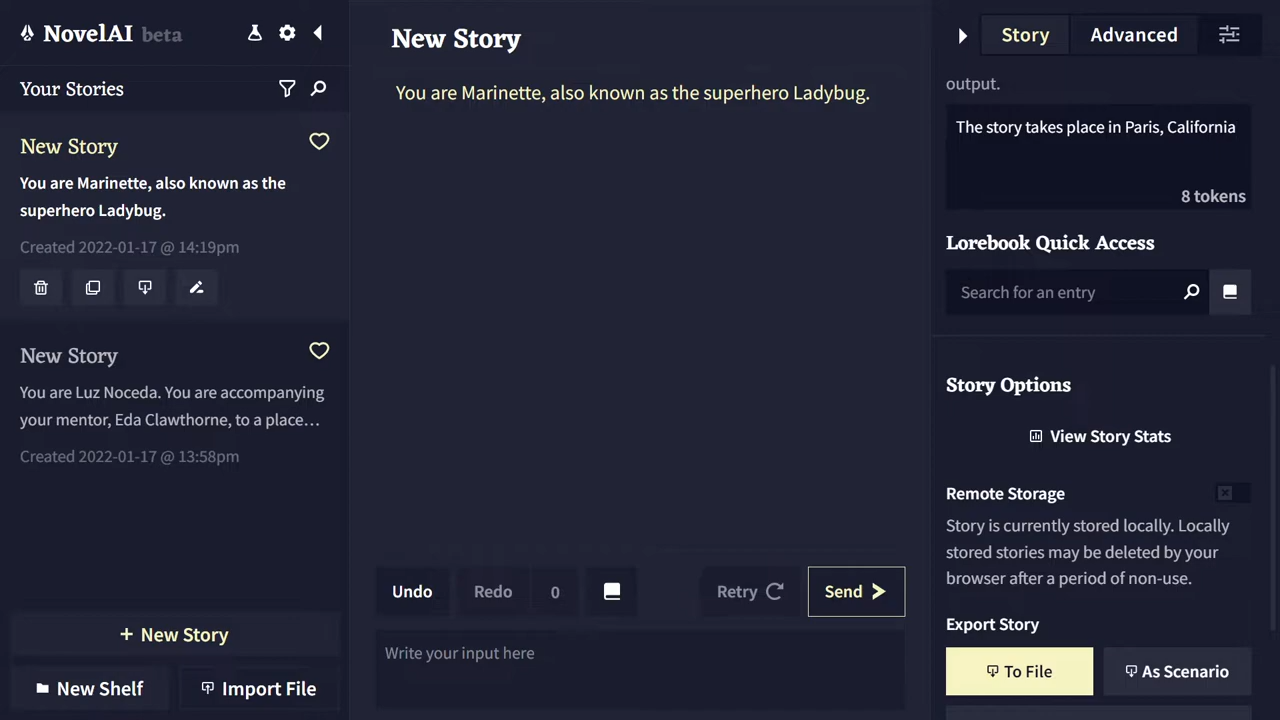 NovelAI beta
Your Stories
New Story
You are Marinette, also known as the
superhero Ladybug.
Created 2022-01-17 @ 14:19pm
New Story
You are Luz Noceda. You are accompanying
your mentor, Eda Clawthorne, to a place...
Created 2022-01-17 @ 13:58pm
+ New Story
New Shelf
Import File
New Story
You are Marinette, also known as the superhero Ladybug.
Undo
Redo
0
Retry
Send
Write your input here
Story
Advanced
output.
The story takes place in Paris, California
8 tokens
Lorebook Quick Access
Search for an entry
Story Options
View Story Stats
Remote Storage
Story is currently stored locally. Locally
stored stories may be deleted by your
browser after a period of non-use.
Export Story
To File
As Scenario